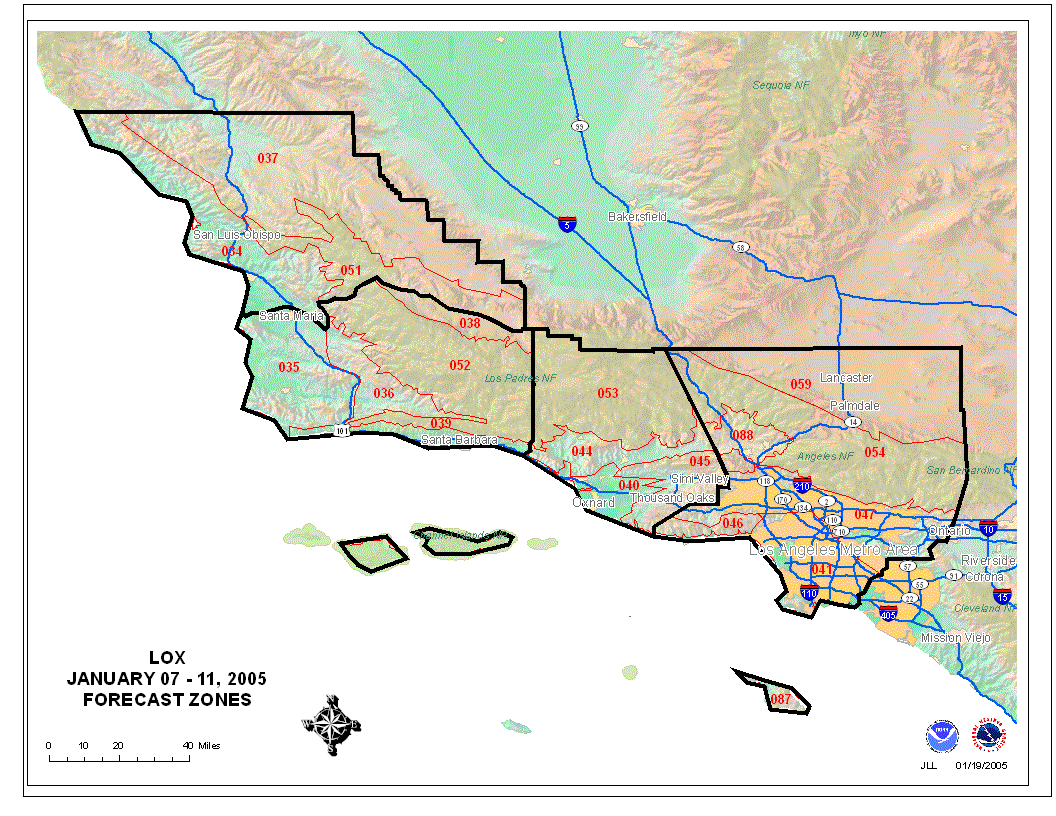 Inyo NF
Sequoia NF
99
037
Bakersfield
5
San Luis Obispo
034
58
051
Santa Maria
038
035
036
052
Los Padres NF
053
059
Lancaster
Palmdale
101
039
Santa Barbara
14
088
044
045
Angeles NF
054
San Bernardino NF
Simi Valley
118
210
040
Thousand Oaks
Oxnard
170
134
2
110
710
047
046
10
Ontario
Los Angeles Metro Area
041
Riverside
Corona
57
91
55
22
110
15
405
Cleveland NF
Mission Viejo
087
LOX
JANUARY 07 - 11, 2005
FORECAST ZONES
0 10 20 40 Miles
W E
S
JLL 01/19/2005